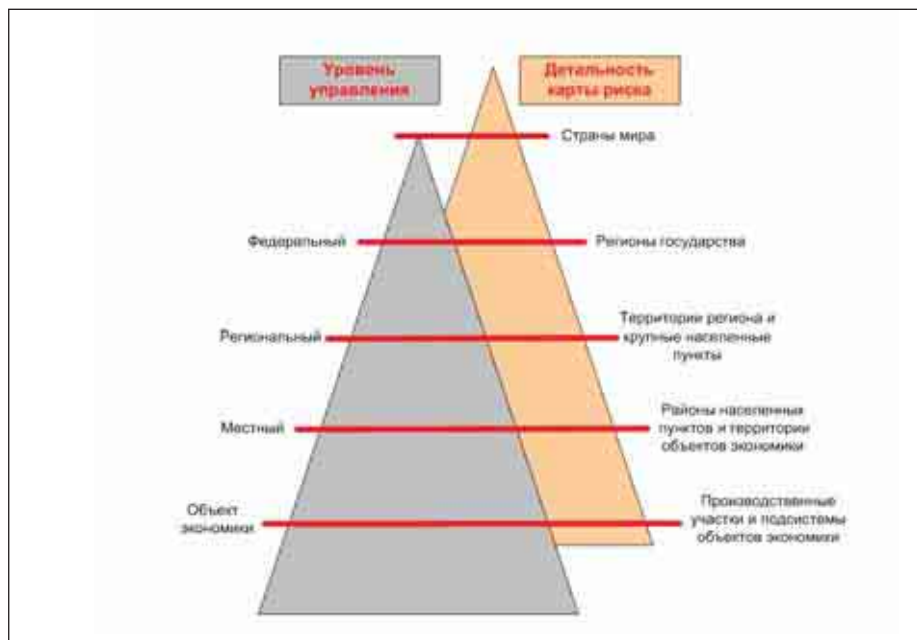 Уровень
управления
Детальность
карты риска
Страны мира
Федеральный
Регионы государства
Региональный
Территории региона и
крупные населенные
пункты
Местный
Районы населенных
пунктов и территории
объектов экономики
Объект
экономики
Производственные
участки и подсистемы
объектов экономики